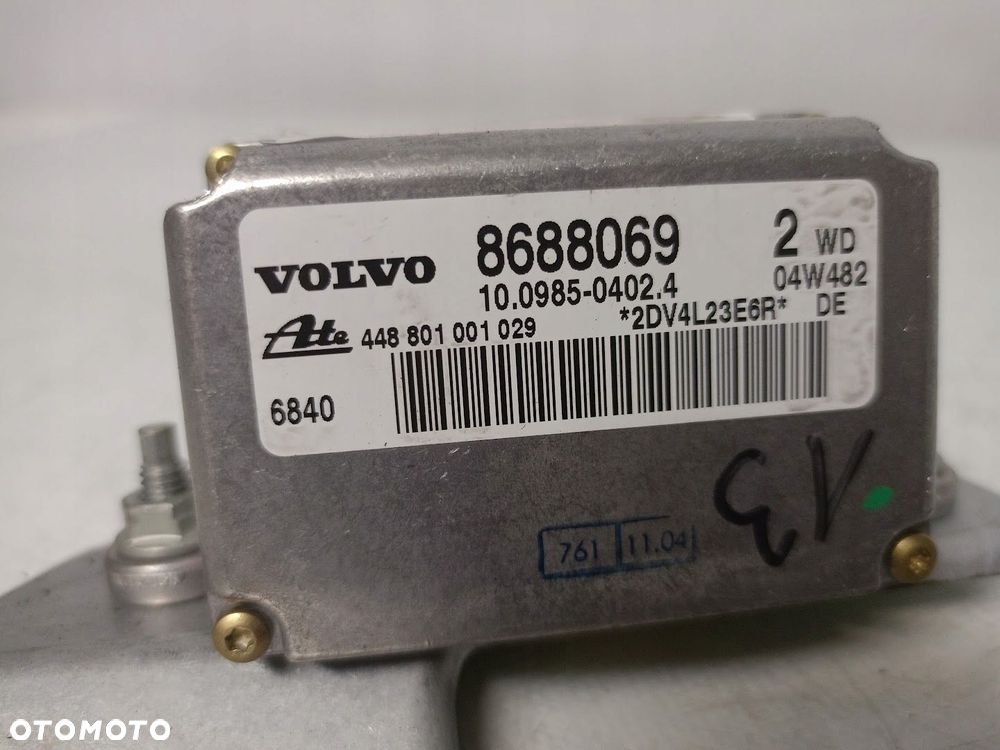 VOLVO 8688069 2 WD
10.0985-0402.4 04W482
Ate 448 801 001 029 *2DV4L23E6R* DE
6840
761 11.04
OTOMOTO